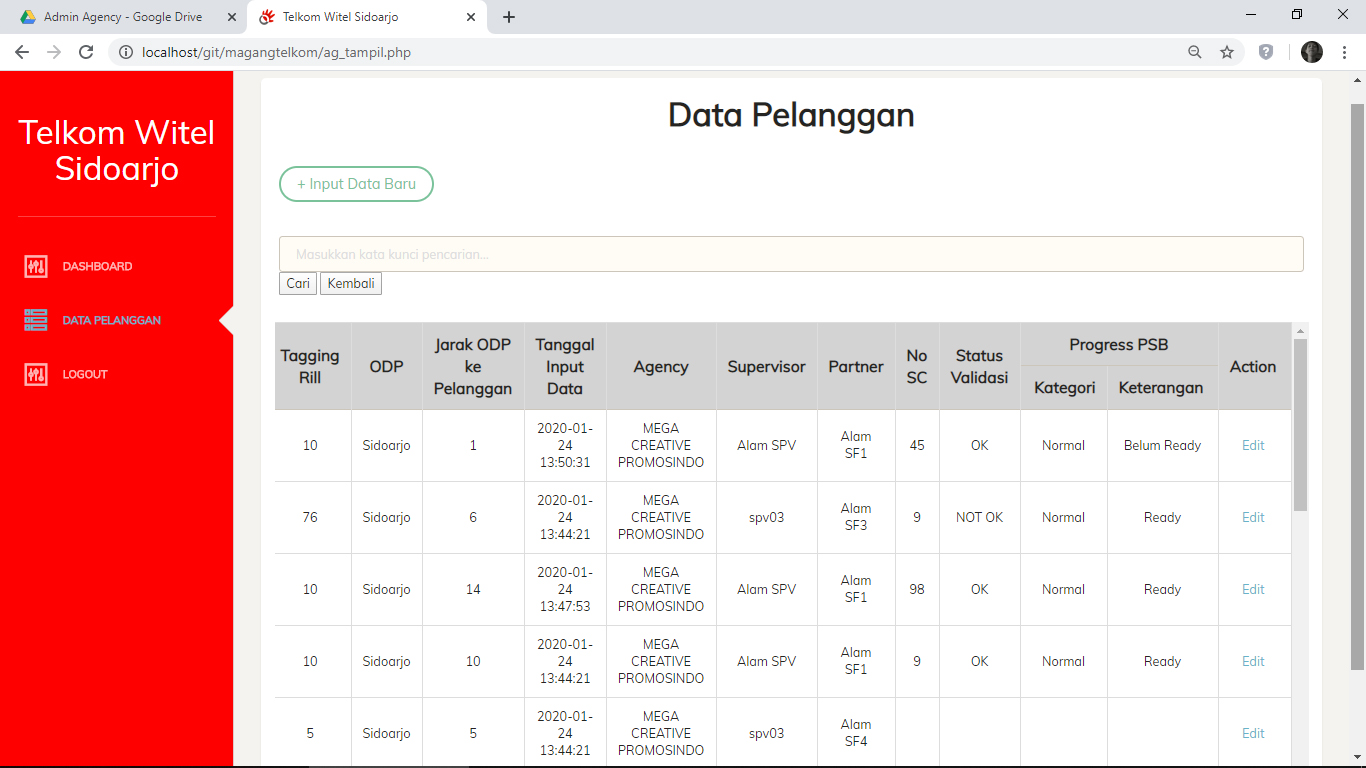 Admin Agency - Google Drive
Telkom Witel Sidoarjo
localhost/git/magangtelkom/ag_tampil.php
Telkom Witel
Sidoarjo
DASHBOARD
DATA PELANGGAN
LOGOUT
Data Pelanggan
+ Input Data Baru
Masukkan kata kunci pencarian...
Cari Kembali
Tagging
Rill
ODP
Jarak ODP
ke
Pelanggan
Tanggal
Input
Data
Agency
Supervisor
Partner
No
SC
Status
Validasi
Progress PSB
Kategori
Keterangan
Action
10
Sidoarjo
1
2020-01-
24
13:50:31
MEGA
CREATIVE
PROMOSINDO
Alam SPV
Alam
SF1
45
OK
Normal
Belum Ready
Edit
76
Sidoarjo
6
2020-01-
24
13:44:21
MEGA
CREATIVE
PROMOSINDO
spv03
Alam
SF3
9
NOT OK
Normal
Ready
Edit
10
Sidoarjo
14
2020-01-
24
13:47:53
MEGA
CREATIVE
PROMOSINDO
Alam SPV
Alam
SF1
98
OK
Normal
Ready
Edit
10
Sidoarjo
10
2020-01-
24
13:44:21
MEGA
CREATIVE
PROMOSINDO
Alam SPV
Alam
SF1
9
OK
Normal
Ready
Edit
5
Sidoarjo
5
2020-01-
24
13:44:21
MEGA
CREATIVE
PROMOSINDO
spv03
Alam
SF4
Edit